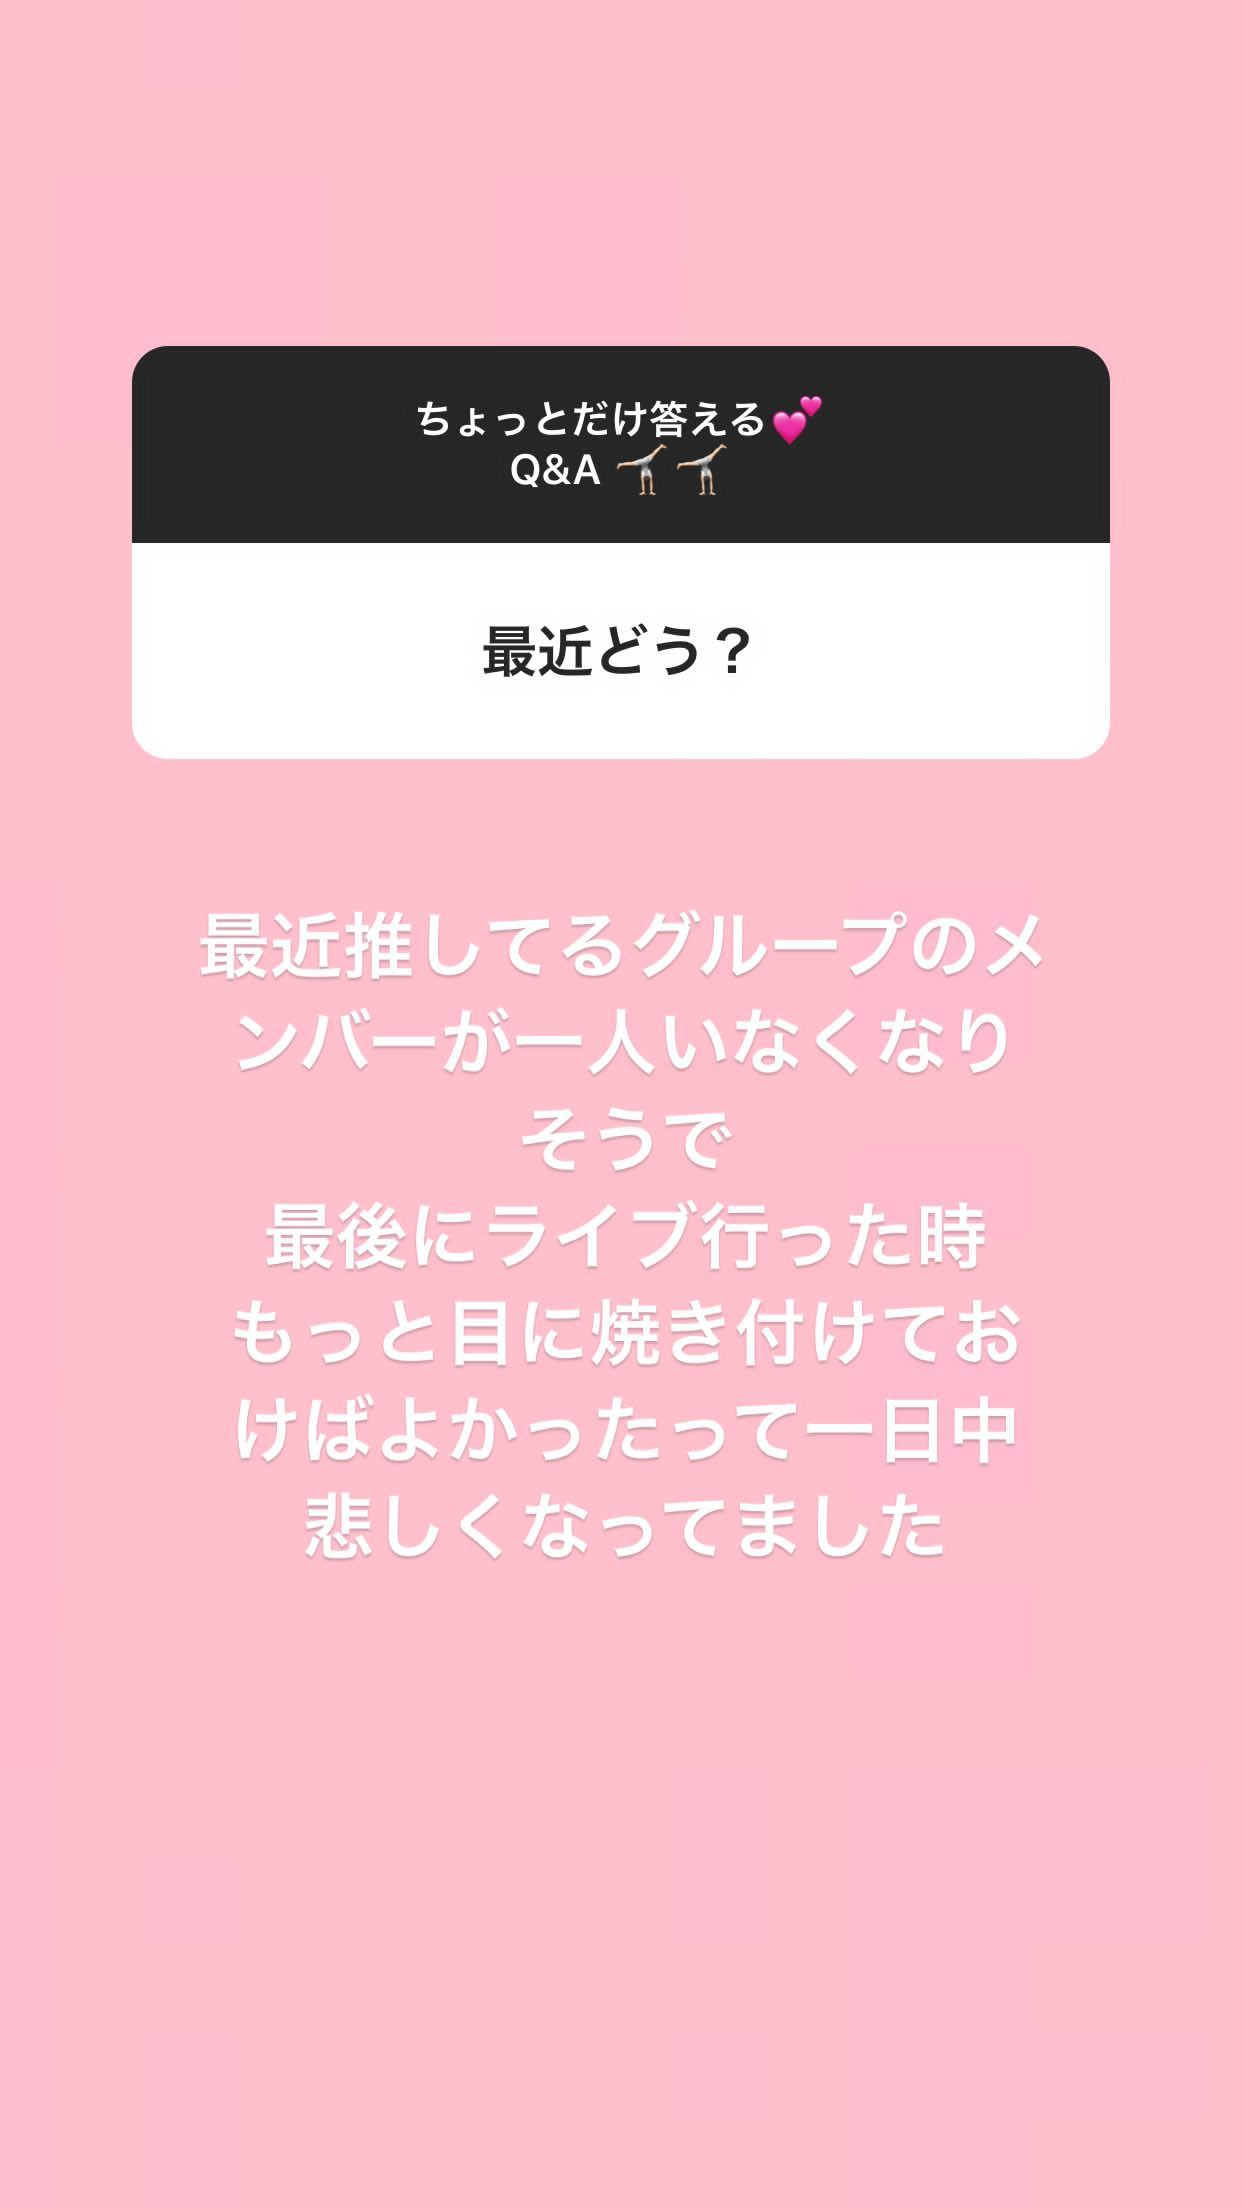 ちょっとだけ答える💕
Q&A 🤸🏼🤸🏼
最近どう？
最近推してるグループのメ
ンバーが一人いなくなり
そうで
最後にライブ行った時
もっと目に焼き付けてお
けばよかったって一日中
悲しくなってました